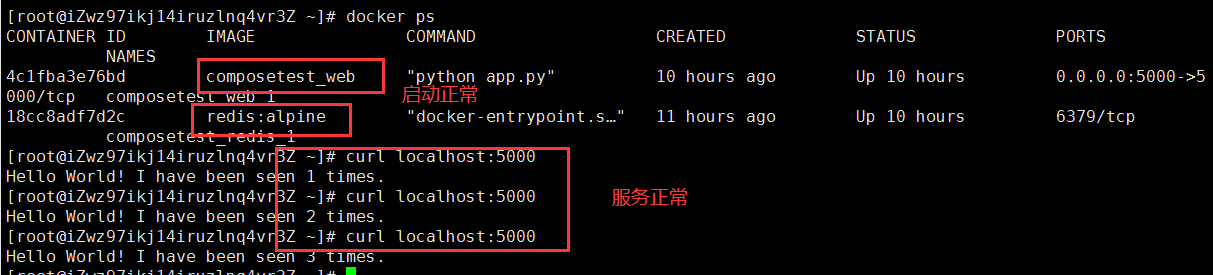 [root@iZwz97ikj14iruzlnq4vr3Z ~]# docker ps
CONTAINER ID IMAGE COMMAND CREATED STATUS PORTS
NAMES
4c1fba3e76bd composetest_web "python app.py" 10 hours ago Up 10 hours 0.0.0.0:5000->5
000/tcp composetest_web_1 启动正常
18cc8adf7d2c redis:alpine "docker-entrypoint.s…" 11 hours ago Up 10 hours 6379/tcp
composetest_redis_1
[root@iZwz97ikj14iruzlnq4vr3Z ~]# curl localhost:5000
Hello World! I have been seen 1 times.
[root@iZwz97ikj14iruzlnq4vr3Z ~]# curl localhost:5000 服务正常
Hello World! I have been seen 2 times.
[root@iZwz97ikj14iruzlnq4vr3Z ~]# curl localhost:5000
Hello World! I have been seen 3 times.
[root@iZwz97ikj14iruzlnq4vr3Z ~]#